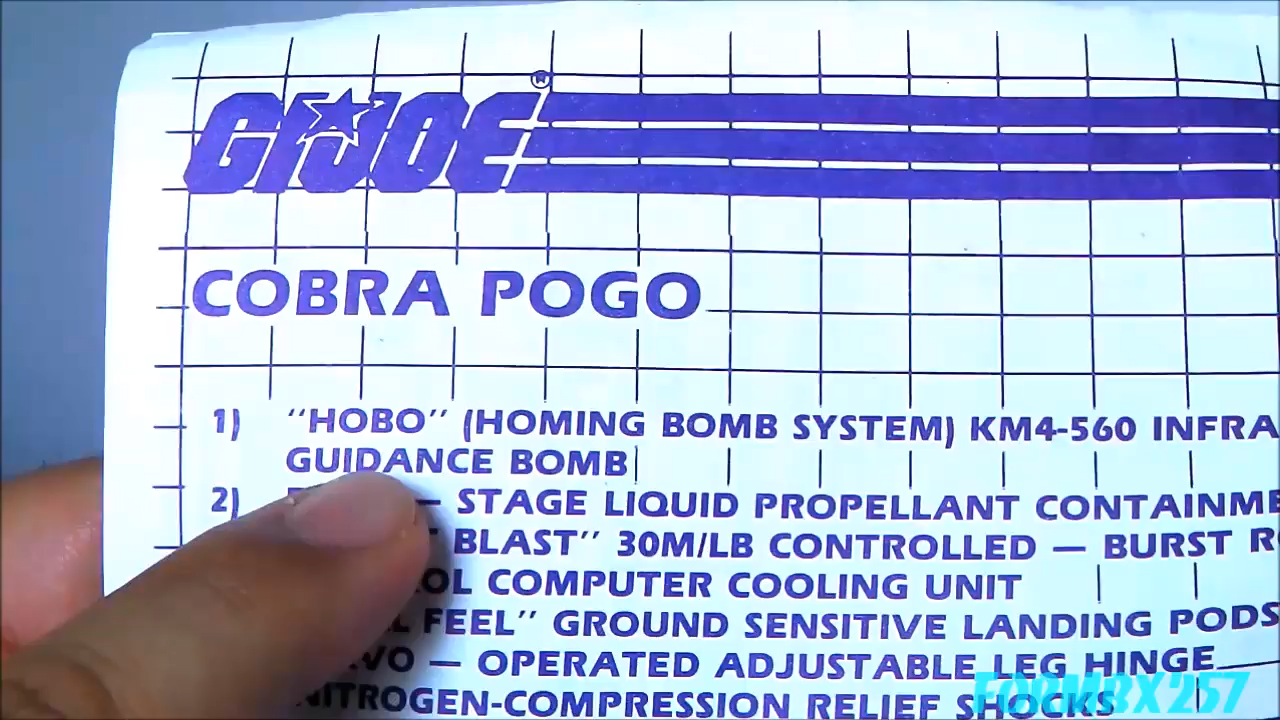 GI JOE ®
COBRA POGO
1) "HOBO" (HOMING BOMB SYSTEM) KM4-560 INFRA
GUIDANCE BOMB
2) — STAGE LIQUID PROPELLANT CONTAINME
BLAST" 30M/LB CONTROLLED — BURST R
COMPUTER COOLING UNIT
FEEL" GROUND SENSITIVE LANDING PODS
— OPERATED ADJUSTABLE LEG HINGE
NITROGEN-COMPRESSION RELIEF SHOCKS
FORMBX257